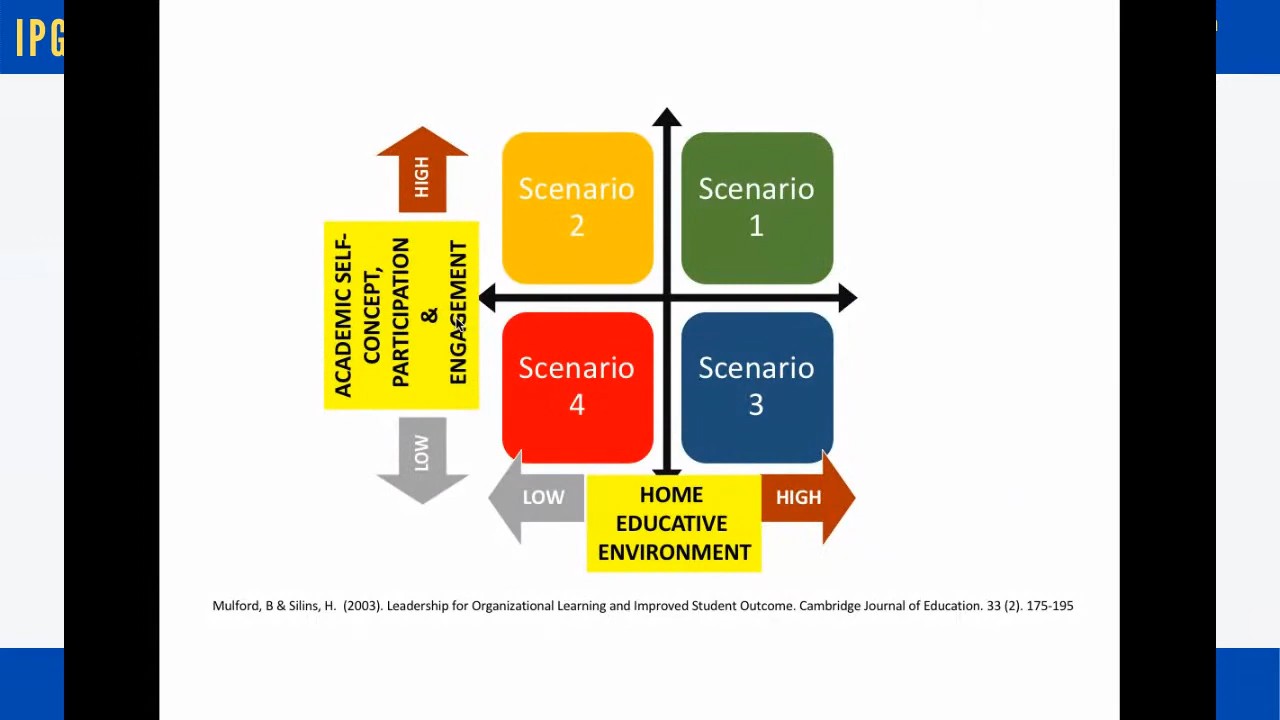 IPG
HIGH
ACADEMIC SELF-
CONCEPT,
PARTICIPATION
&
ENGAGEMENT
LOW
Scenario
2
Scenario
1
Scenario
4
Scenario
3
LOW
HOME
EDUCATIVE
ENVIRONMENT
HIGH
Mulford, B & Silins, H. (2003). Leadership for Organizational Learning and Improved Student Outcome. Cambridge Journal of Education. 33 (2). 175-195